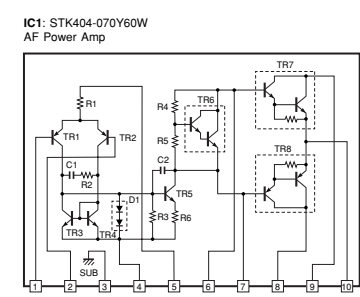 IC1: STK404-070Y60W
AF Power Amp
TR7
R1
R4
TR6
TR1
TR2
R5
C1
C2
TR8
R2
D1
TR5
TR3
TR4
R3
R6
SUB
1 2 3 4 5 6 7 8 9 10